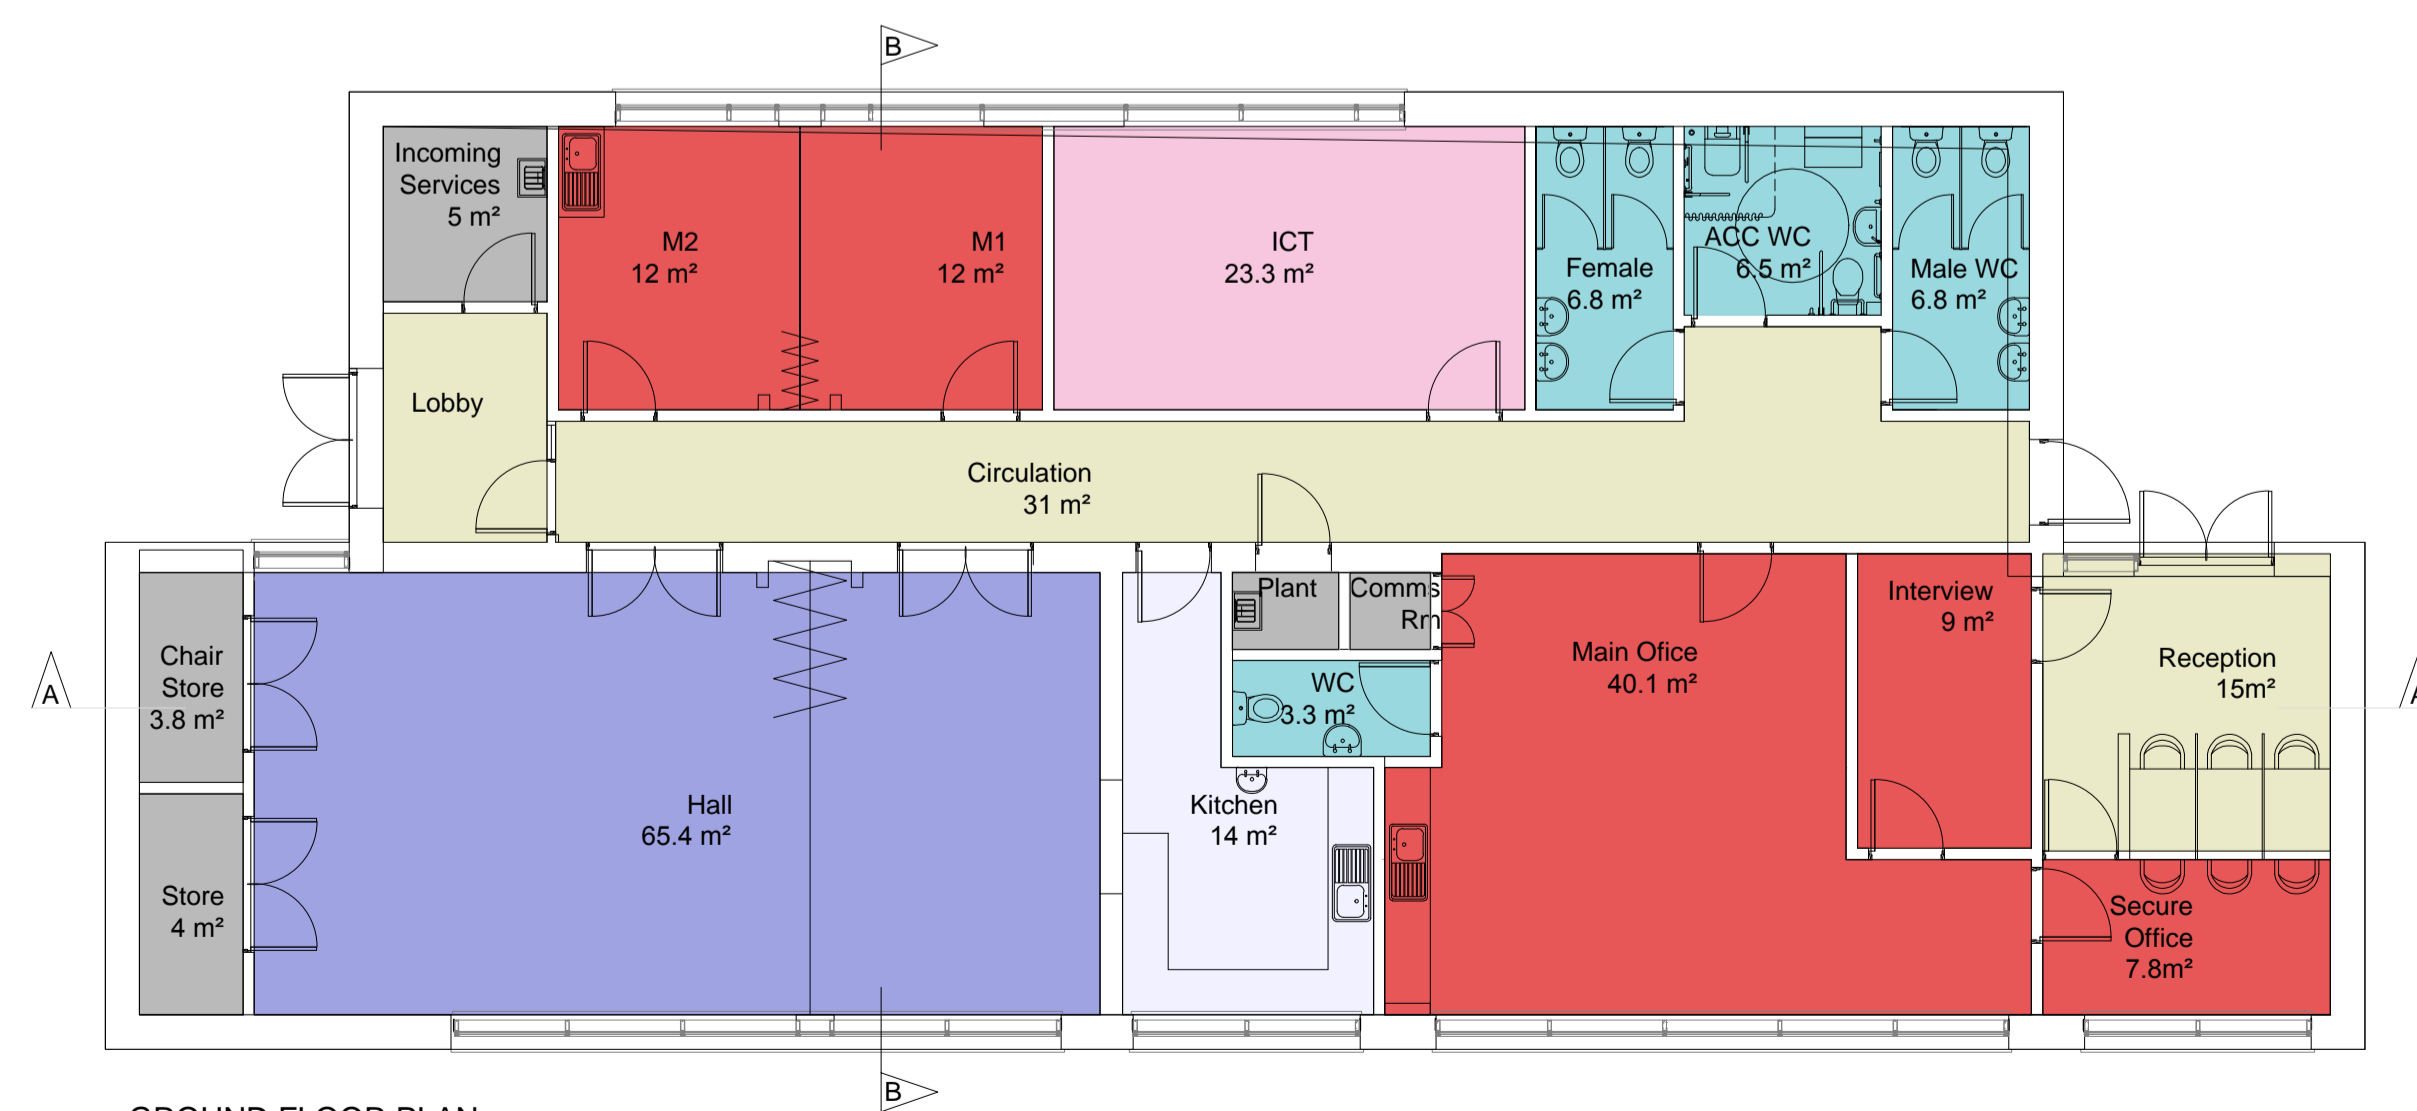 B
Incoming
Services
5 m²
M2
12 m²
M1
12 m²
ICT
23.3 m²
Female
6.8 m²
ACC WC
6.5 m²
Male WC
6.8 m²
Lobby
Circulation
31 m²
Chair
Store
3.8 m²
Store
4 m²
Hall
65.4 m²
Kitchen
14 m²
Plant
Comms
Rm
WC
3.3 m²
Main Ofice
40.1 m²
Interview
9 m²
Reception
15m²
Secure
Office
7.8m²
A
A
B
GROUND FLOOR PLAN